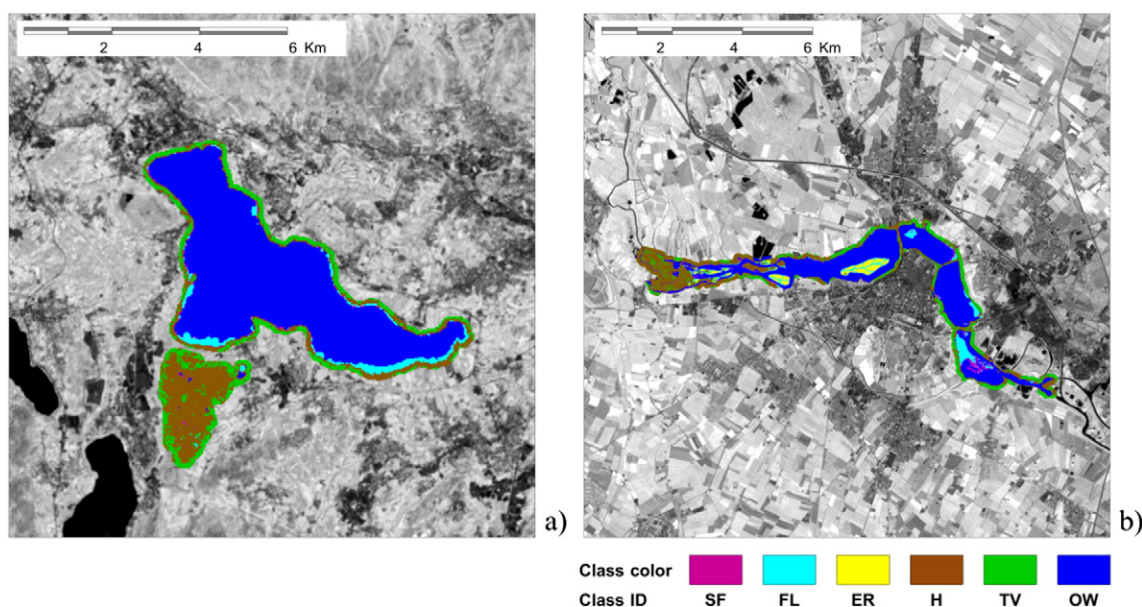 2 4 6 Km
2 4 6 Km
a)
b)
Class color
Class ID SF FL ER H TV OW